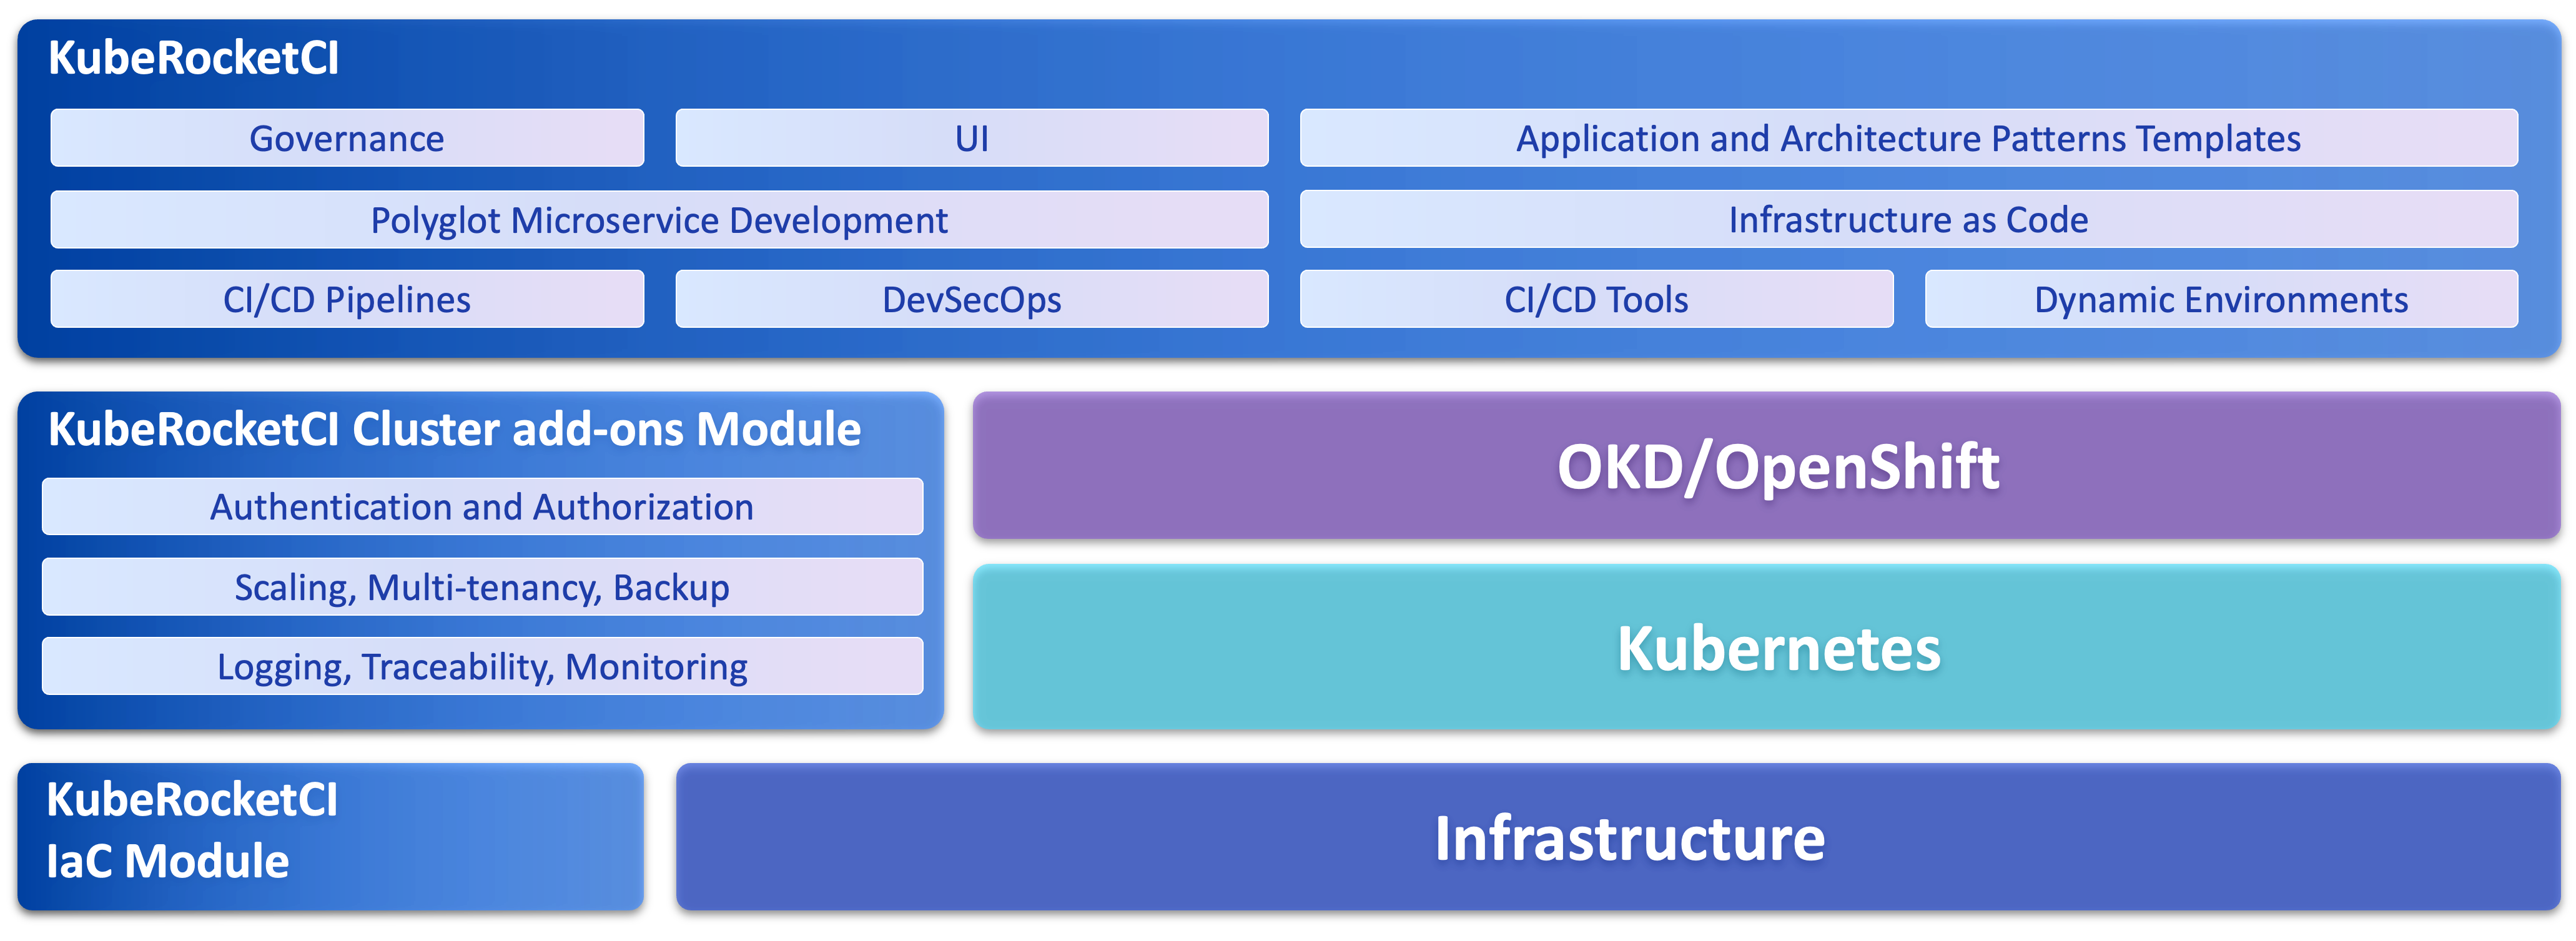 KubeRocketCI
Governance
UI
Application and Architecture Patterns Templates
Polyglot Microservice Development
Infrastructure as Code
CI/CD Pipelines
DevSecOps
CI/CD Tools
Dynamic Environments
KubeRocketCI Cluster add-ons Module
Authentication and Authorization
Scaling, Multi-tenancy, Backup
Logging, Traceability, Monitoring
OKD/OpenShift
Kubernetes
KubeRocketCI
IaC Module
Infrastructure